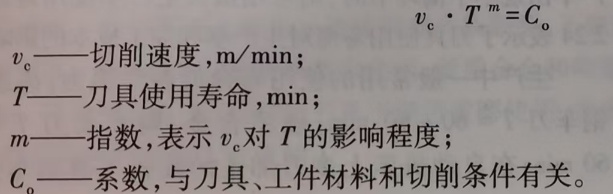 v_c · T^m = C_o
v_c——切削速度,m/min;
T——刀具使用寿命,min;
m——指数,表示 v_c对 T 的影响程度;
C_o——系数,与刀具、工件材料和切削条件有关。